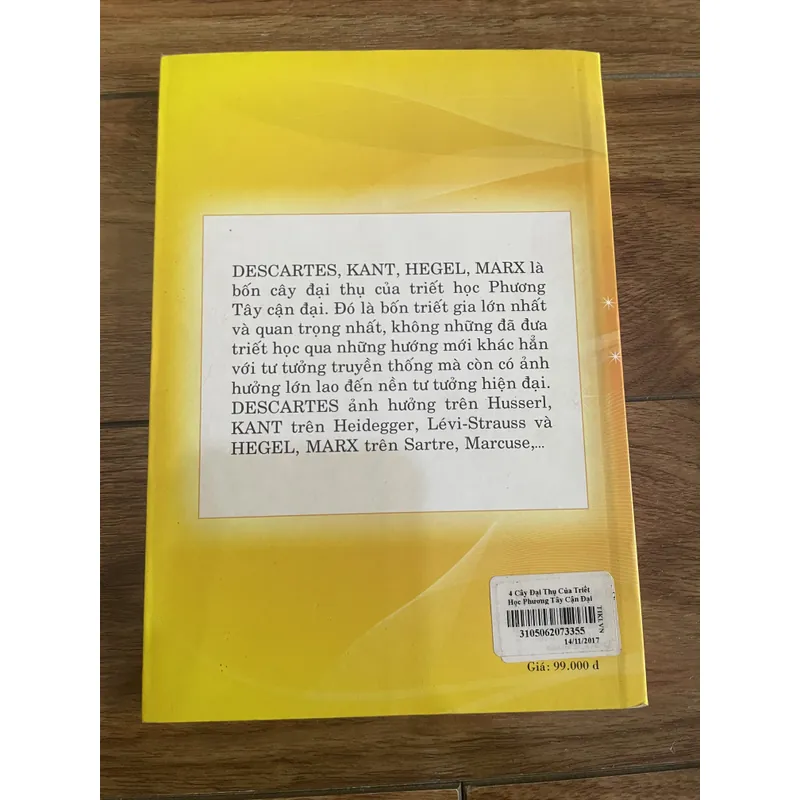 DESCARTES, KANT, HEGEL, MARX là
bốn cây đại thụ của triết học Phương
Tây cận đại. Đó là bốn triết gia lớn nhất
và quan trọng nhất, không những đã đưa
triết học qua những hướng mới khác hẳn
với tư tưởng truyền thống mà còn có ảnh
hưởng lớn lao đến nền tư tưởng hiện đại.
DESCARTES ảnh hưởng trên Husserl,
KANT trên Heidegger, Lévi-Strauss và
HEGEL, MARX trên Sartre, Marcuse,...
4 Cây Đại Thụ Của Triết
Học Phương Tây Cận Đại
TIKI.VN
3105062073355
14/11/2017
Giá: 99.000 đ